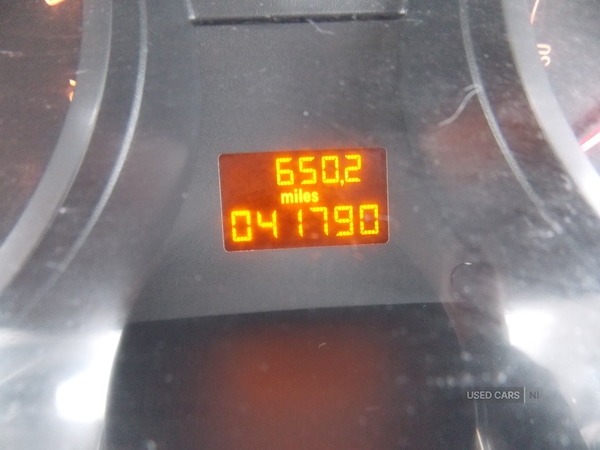 650,2
miles
041790
USED CARS NI